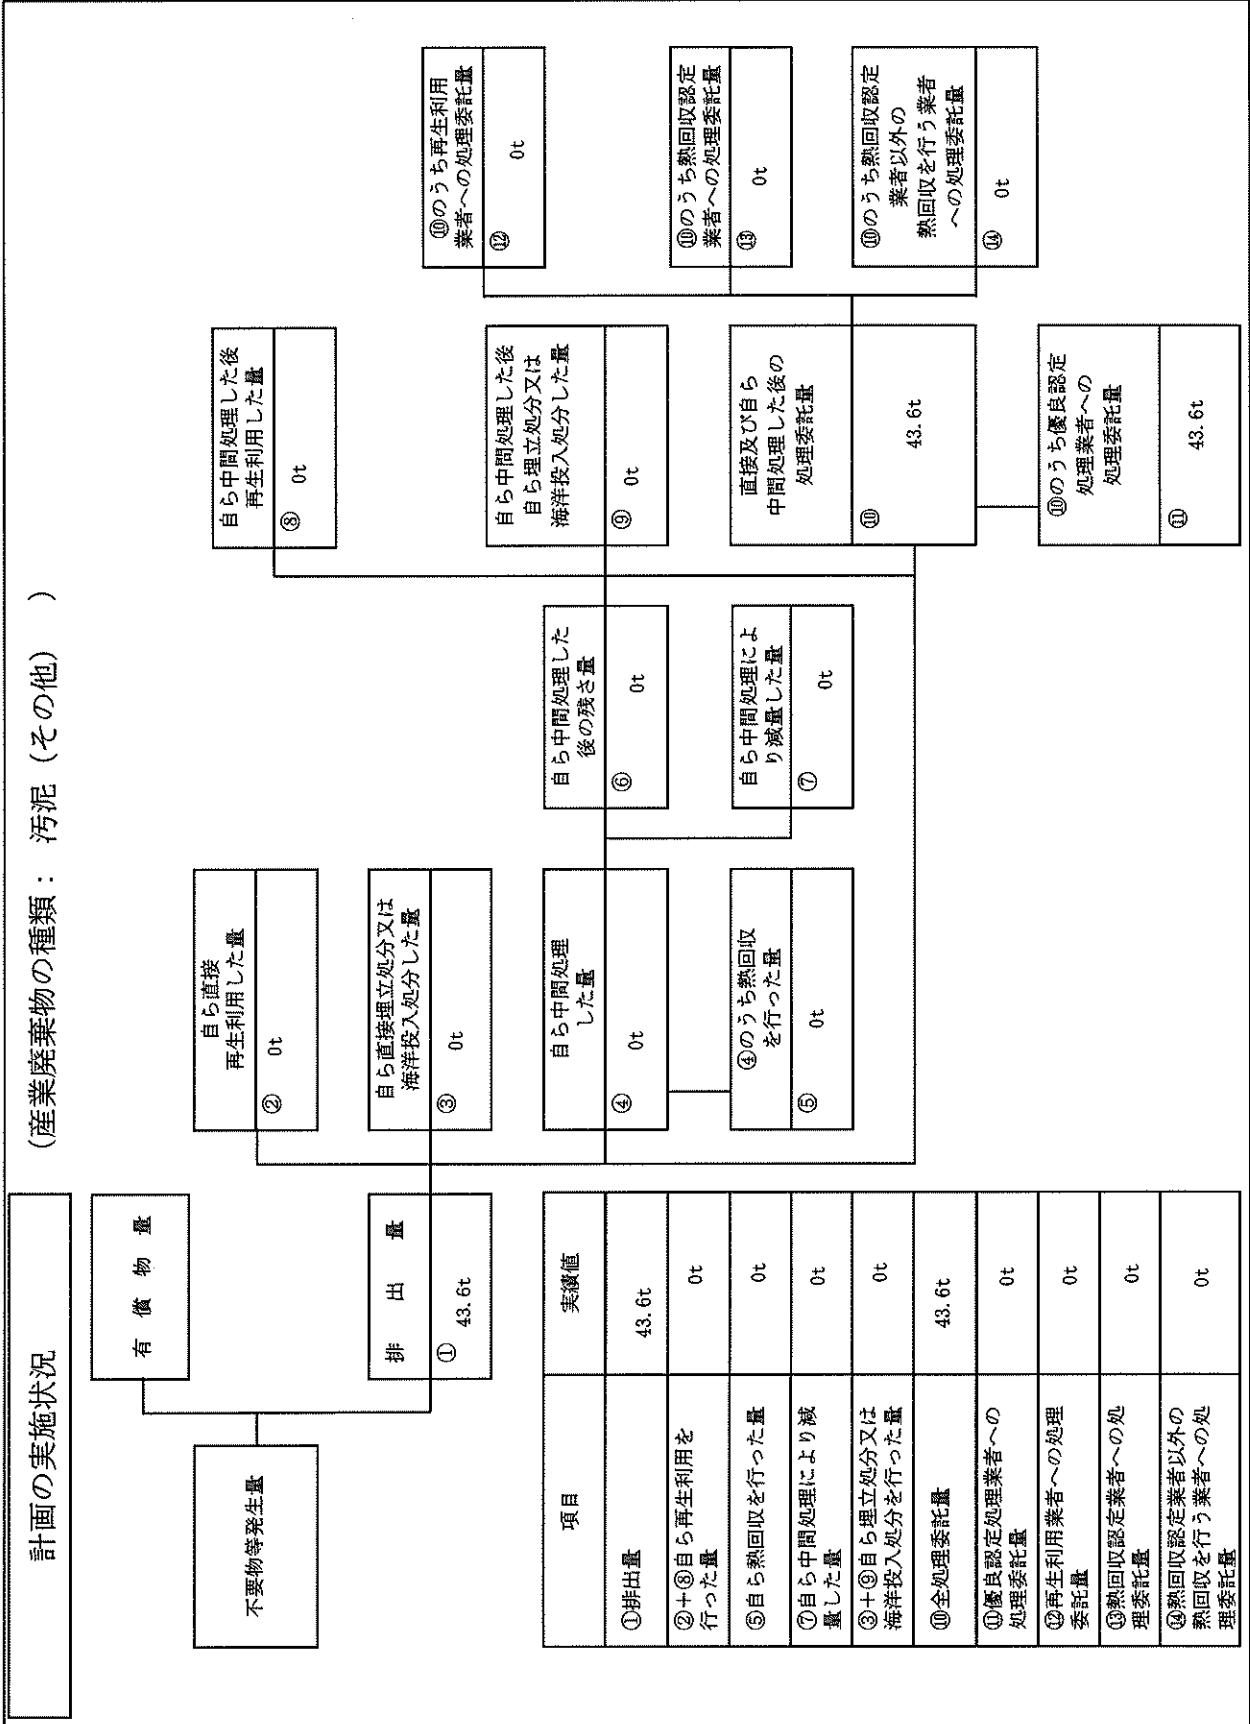 計画の実施状況
(産業廃棄物の種類： 汚泥（その他） )
不要物等発生量
有償物量
排出量
① 43.6t
自ら直接
再生利用した量
② 0t
自ら直接埋立処分又は
海洋投入処分した量
③ 0t
自ら中間処理
した量
④ 0t
④のうち熱回収
を行った量
⑤ 0t
自ら中間処理した
後の残さ量
⑥ 0t
自ら中間処理によ
り減量した量
⑦ 0t
自ら中間処理した後
再生利用した量
⑧ 0t
自ら中間処理した後
自ら埋立処分又は
海洋投入処分した量
⑨ 0t
直接及び自ら
中間処理した後の
処理委託量
⑩ 43.6t
⑩のうち優良認定
処理業者への
処理委託量
⑪ 43.6t
⑩のうち再生利用
業者への処理委託量
⑫ 0t
⑩のうち熱回収認定
業者への処理委託量
⑬ 0t
⑩のうち熱回収認定
業者以外の
熱回収を行う業者
への処理委託量
⑭ 0t
項目 実績値
①排出量 43.6t
②＋⑧自ら再生利用を
行った量 0t
⑤自ら熱回収を行った量 0t
⑦自ら中間処理により減
量した量 0t
③＋⑨自ら埋立処分又は
海洋投入処分を行った量 0t
⑩全処理委託量 43.6t
⑪優良認定処理業者への
処理委託量 0t
⑫再生利用業者への処理
委託量 0t
⑬熱回収認定業者への処
理委託量 0t
⑭熱回収認定業者以外の
熱回収を行う業者への処
理委託量 0t